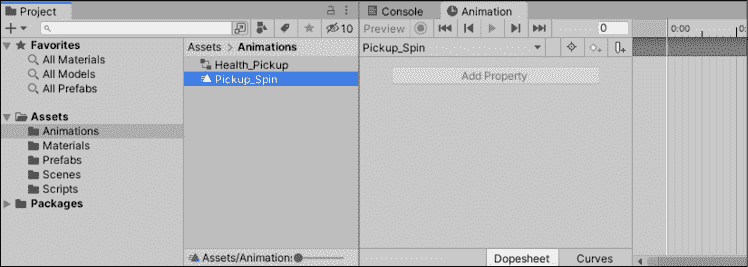 Project
10
Favorites
All Materials
All Models
All Prefabs
Assets
Animations
Materials
Prefabs
Scenes
Scripts
Packages
Assets > Animations
Health_Pickup
Pickup_Spin
Assets/Animation:
Console
Animation
Preview
0
0:00
0:
Pickup_Spin
Add Property
Dopesheet
Curves